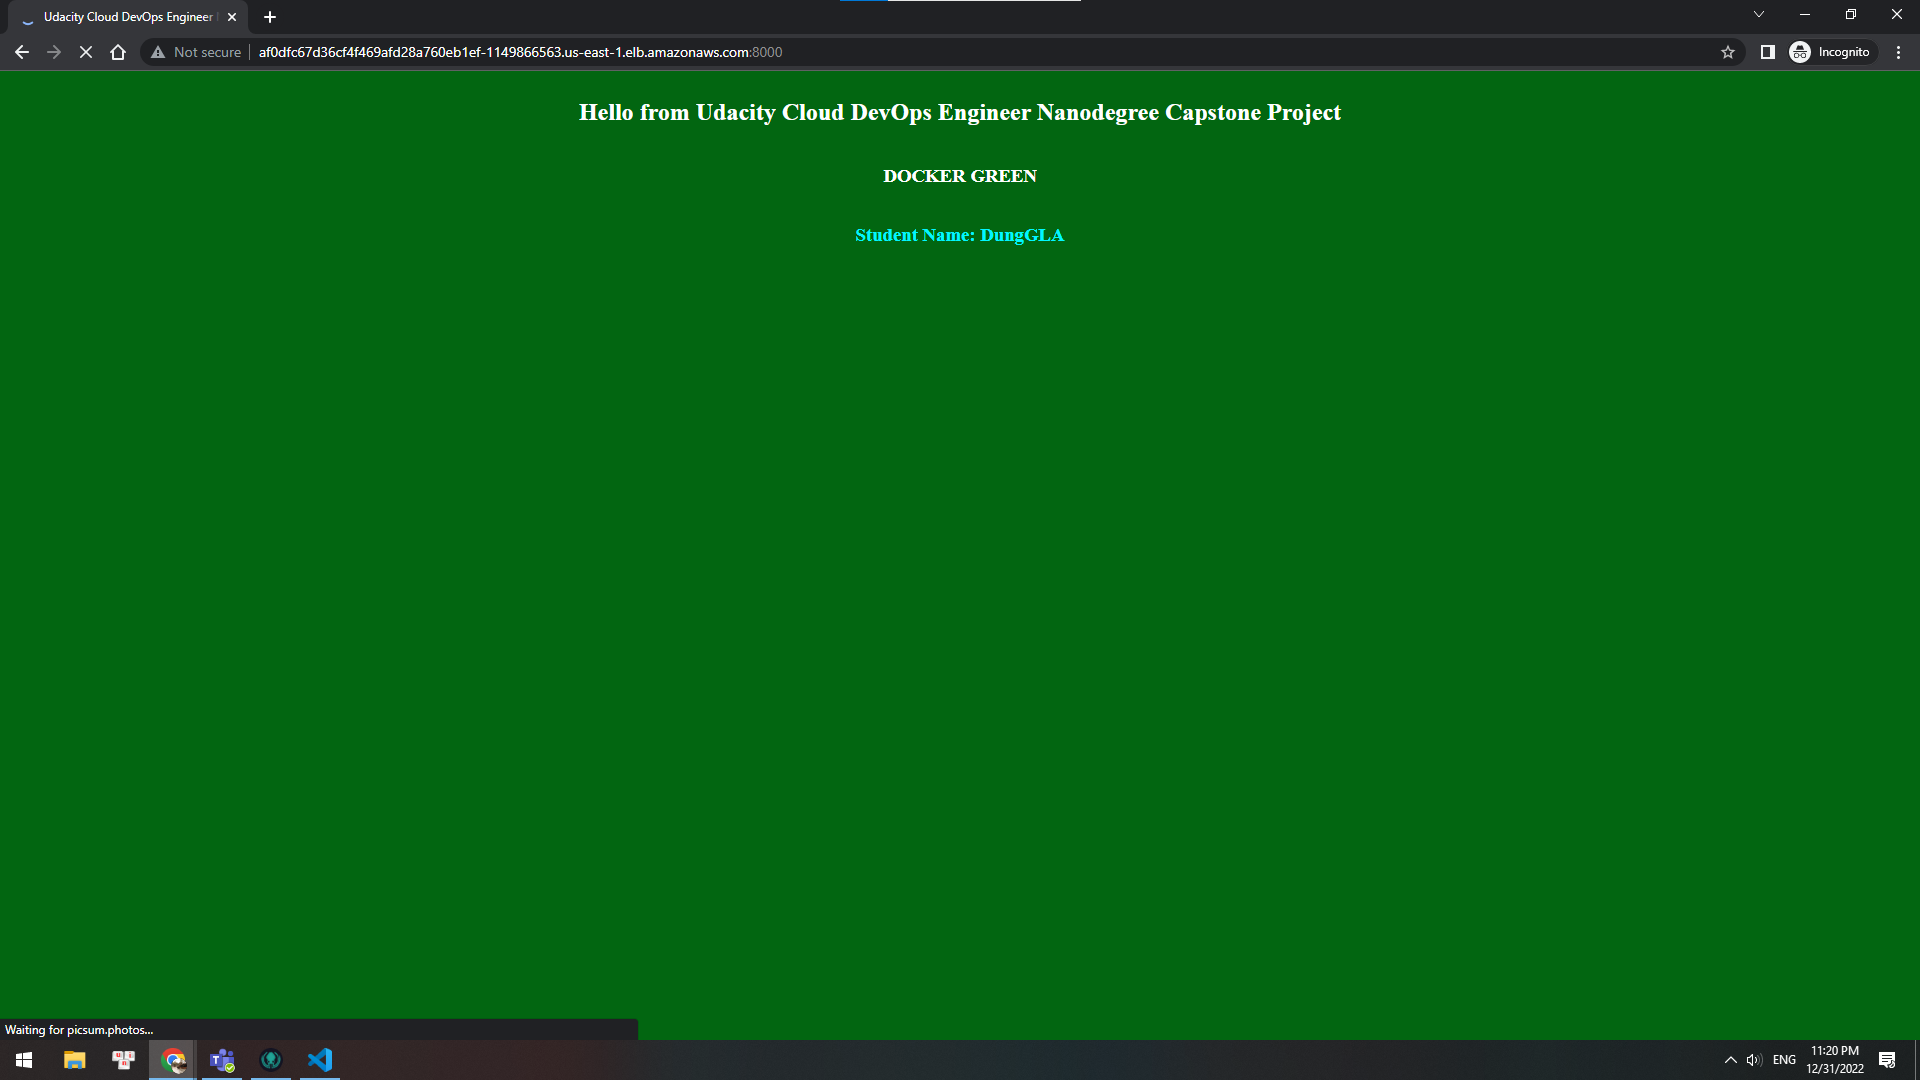 Udacity Cloud DevOps Engineer
Not secure
af0dfc67d36cf4f469afd28a760eb1ef-1149866563.us-east-1.elb.amazonaws.com:8000
Incognito
Hello from Udacity Cloud DevOps Engineer Nanodegree Capstone Project
DOCKER GREEN
Student Name: DungGLA
Waiting for picsum.photos...
ENG
11:20 PM
12/31/2022